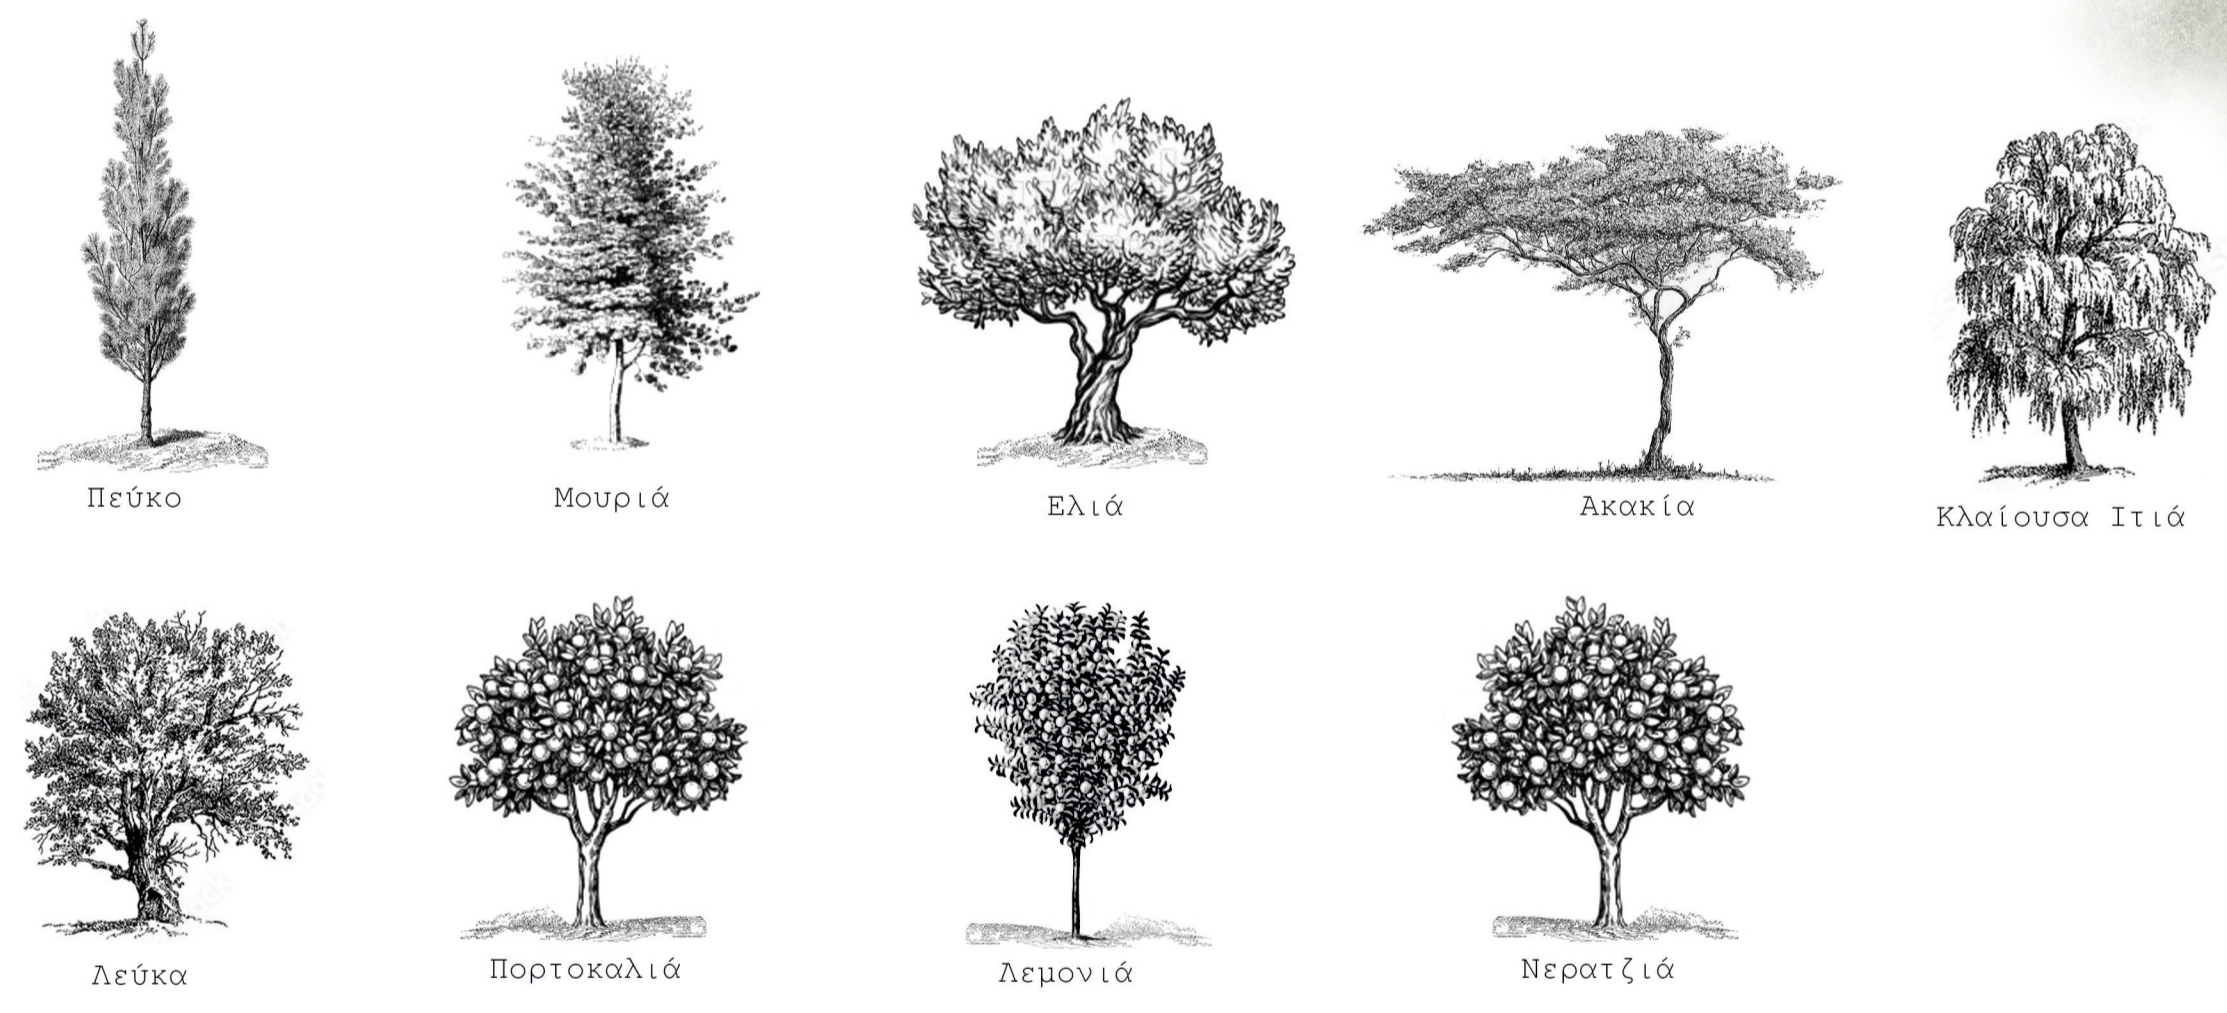 Πεύκο
Μουριά
Ελιά
Ακακία
Κλαίουσα Ιτιά
Λεύκα
Πορτοκαλιά
Λεμονιά
Νερατζιά